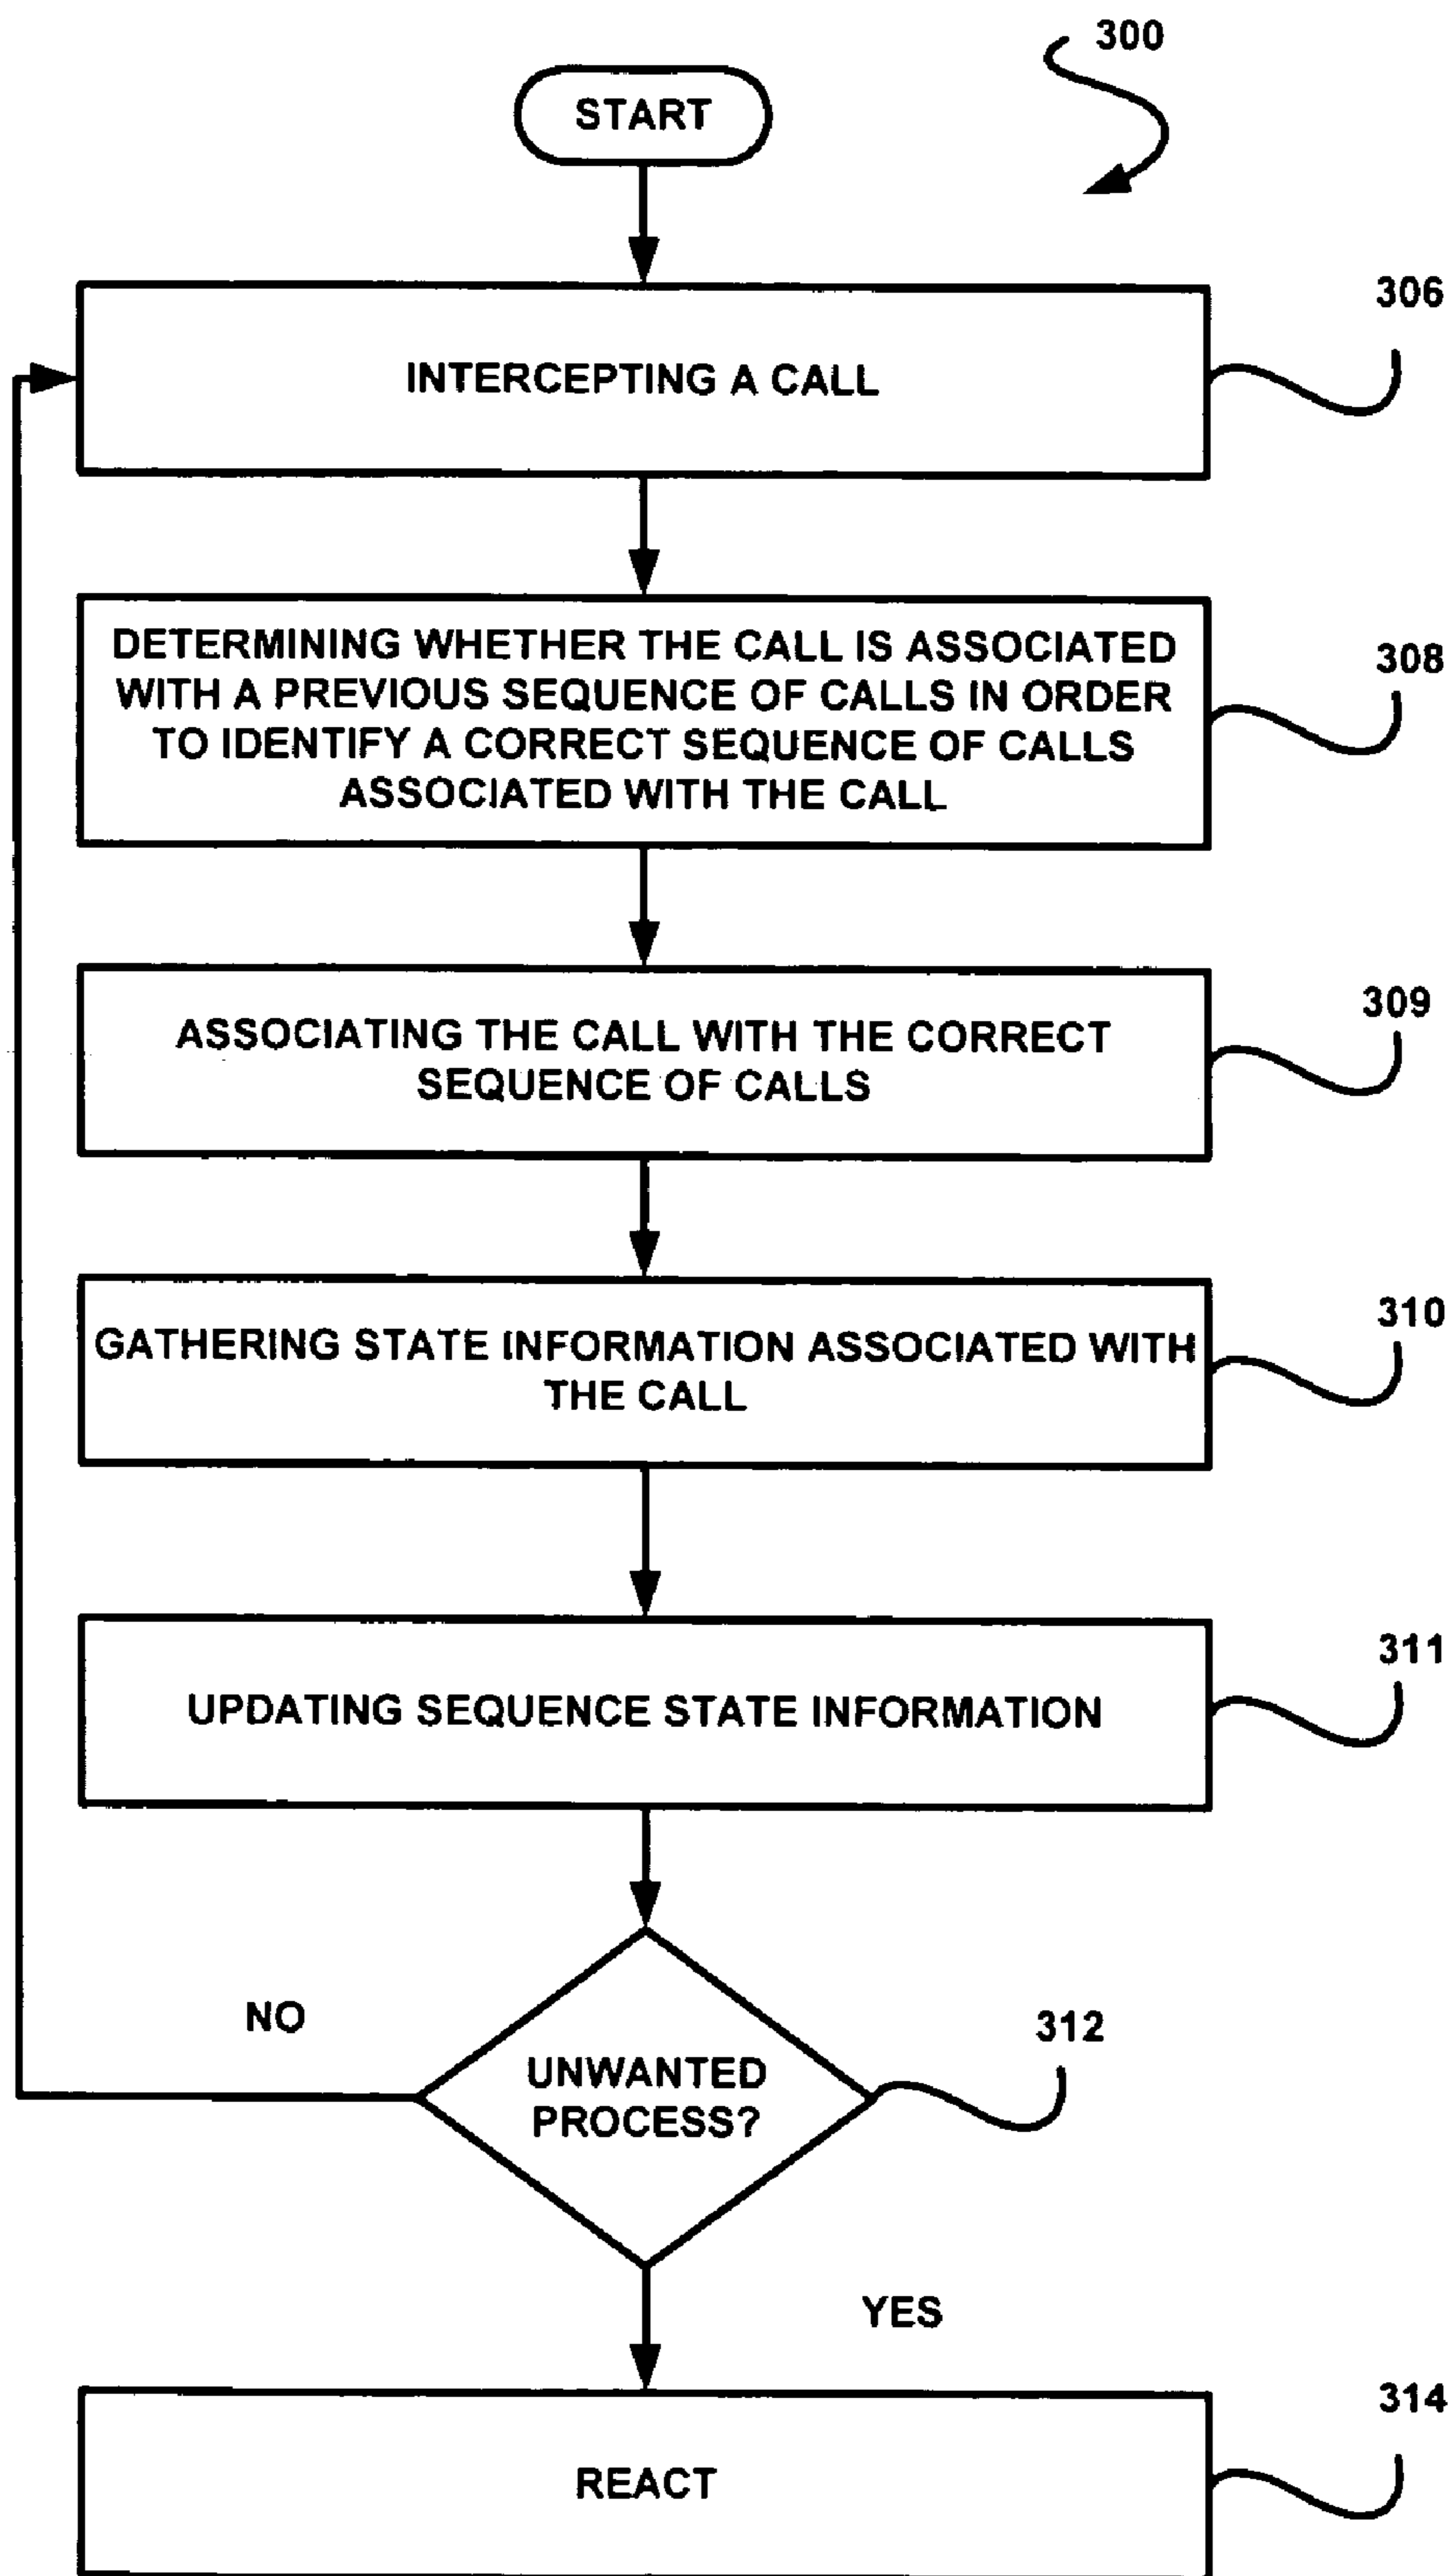 300
START
306
INTERCEPTING A CALL
308
DETERMINING WHETHER THE CALL IS ASSOCIATED
WITH A PREVIOUS SEQUENCE OF CALLS IN ORDER
TO IDENTIFY A CORRECT SEQUENCE OF CALLS
ASSOCIATED WITH THE CALL
309
ASSOCIATING THE CALL WITH THE CORRECT
SEQUENCE OF CALLS
310
GATHERING STATE INFORMATION ASSOCIATED WITH
THE CALL
311
UPDATING SEQUENCE STATE INFORMATION
NO
312
UNWANTED
PROCESS?
YES
314
REACT